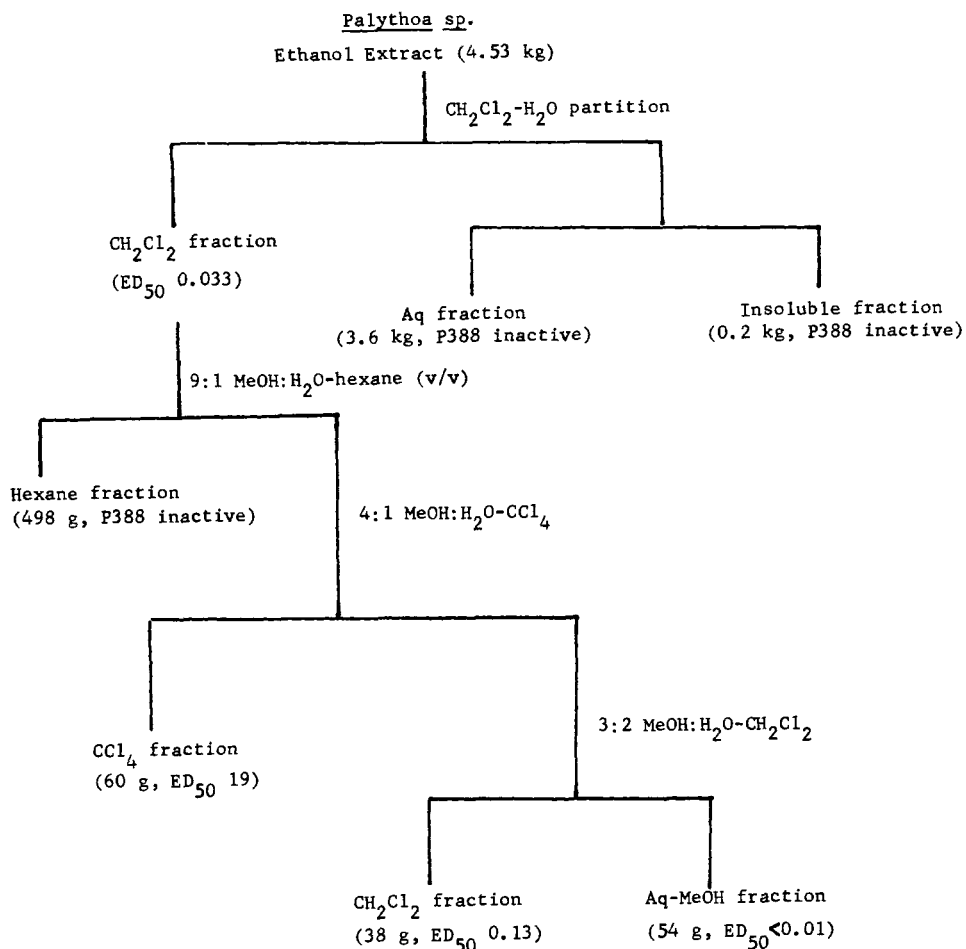 Palythoa sp.
Ethanol Extract (4.53 kg)
CH₂Cl₂-H₂O partition
CH₂Cl₂ fraction
(ED₅₀ 0.033)
Aq fraction
(3.6 kg, P388 inactive)
Insoluble fraction
(0.2 kg, P388 inactive)
9:1 MeOH:H₂O-hexane (v/v)
Hexane fraction
(498 g, P388 inactive)
4:1 MeOH:H₂O-CCl₄
CCl₄ fraction
(60 g, ED₅₀ 19)
3:2 MeOH:H₂O-CH₂Cl₂
CH₂Cl₂ fraction
(38 g, ED₅₀ 0.13)
Aq-MeOH fraction
(54 g, ED₅₀<0.01)